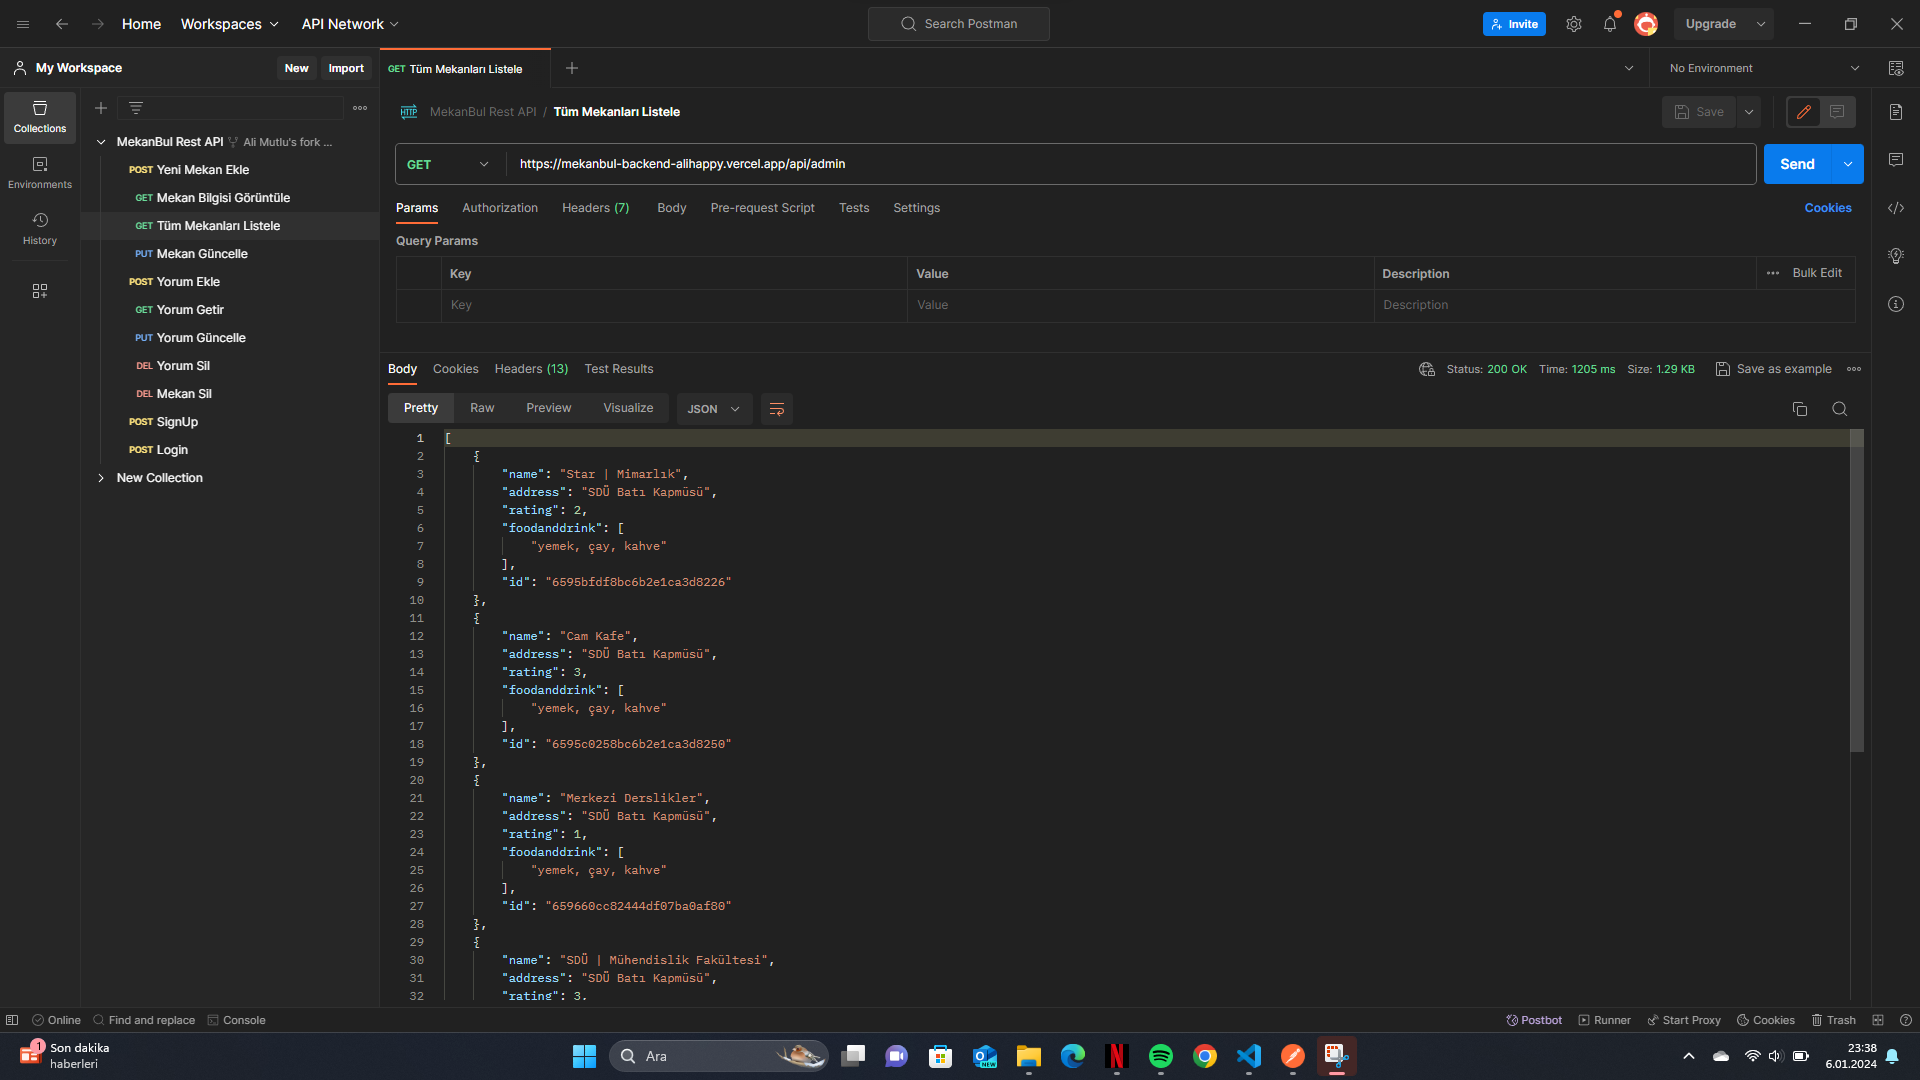 Home
Workspaces
API Network
Search Postman
Invite
Upgrade
My Workspace
New
Import
GET Tüm Mekanları Listele
No Environment
Collections
Environments
History
MekanBul Rest API Ali Mutlu's fork ...
POST Yeni Mekan Ekle
GET Mekan Bilgisi Görüntüle
GET Tüm Mekanları Listele
PUT Mekan Güncelle
POST Yorum Ekle
GET Yorum Getir
PUT Yorum Güncelle
DEL Yorum Sil
DEL Mekan Sil
POST SignUp
POST Login
New Collection
HTTP MekanBul Rest API / Tüm Mekanları Listele
Save
GET
https://mekanbul-backend-alihappy.vercel.app/api/admin
Send
Params Authorization Headers (7) Body Pre-request Script Tests Settings
Cookies
Query Params
Key Value Description Bulk Edit
Key Value Description
Body Cookies Headers (13) Test Results
Status: 200 OK Time: 1205 ms Size: 1.29 KB Save as example
Pretty Raw Preview Visualize JSON
1 [
2 {
3 "name": "Star | Mimarlık",
4 "address": "SDÜ Batı Kapmüsü",
5 "rating": 2,
6 "foodanddrink": [
7 "yemek, çay, kahve"
8 ],
9 "id": "6595bfdf8bc6b2e1ca3d8226"
10 },
11 {
12 "name": "Cam Kafe",
13 "address": "SDÜ Batı Kapmüsü",
14 "rating": 3,
15 "foodanddrink": [
16 "yemek, çay, kahve"
17 ],
18 "id": "6595c0258bc6b2e1ca3d8250"
19 },
20 {
21 "name": "Merkezi Derslikler",
22 "address": "SDÜ Batı Kapmüsü",
23 "rating": 1,
24 "foodanddrink": [
25 "yemek, çay, kahve"
26 ],
27 "id": "659660cc82444df07ba0af80"
28 },
29 {
30 "name": "SDÜ | Mühendislik Fakültesi",
31 "address": "SDÜ Batı Kapmüsü",
32 "rating": 3,
Online
Find and replace
Console
Postbot
Runner
Start Proxy
Cookies
Trash
1
Son dakika
haberleri
Ara
NEW
23:38
6.01.2024